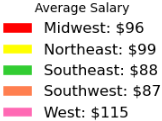 Average Salary
Midwest: $96
Northeast: $99
Southeast: $88
Southwest: $87
West: $115